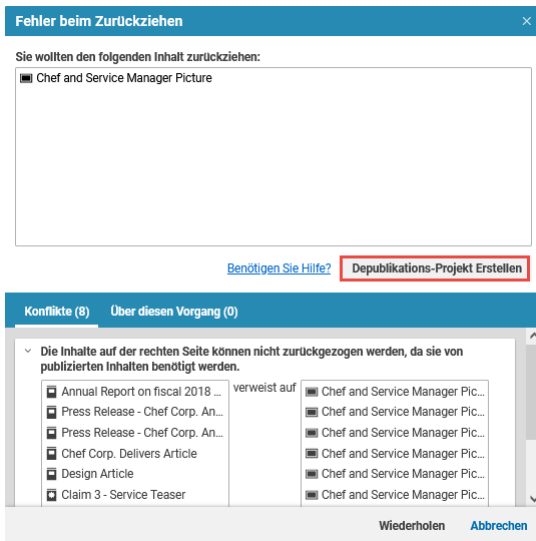 Fehler beim Zurückziehen
Sie wollten den folgenden Inhalt zurückziehen:
Chef and Service Manager Picture
Benötigen Sie Hilfe? Depublikations-Projekt Erstellen
Konflikte (8) Über diesen Vorgang (0)
Die Inhalte auf der rechten Seite können nicht zurückgezogen werden, da sie von
publizierten Inhalten benötigt werden.
Annual Report on fiscal 2018 ... verweist auf Chef and Service Manager Pic...
Press Release - Chef Corp. An... Chef and Service Manager Pic...
Press Release - Chef Corp. An... Chef and Service Manager Pic...
Chef Corp. Delivers Article Chef and Service Manager Pic...
Design Article Chef and Service Manager Pic...
Claim 3 - Service Teaser Chef and Service Manager Pic...
Wiederholen Abbrechen